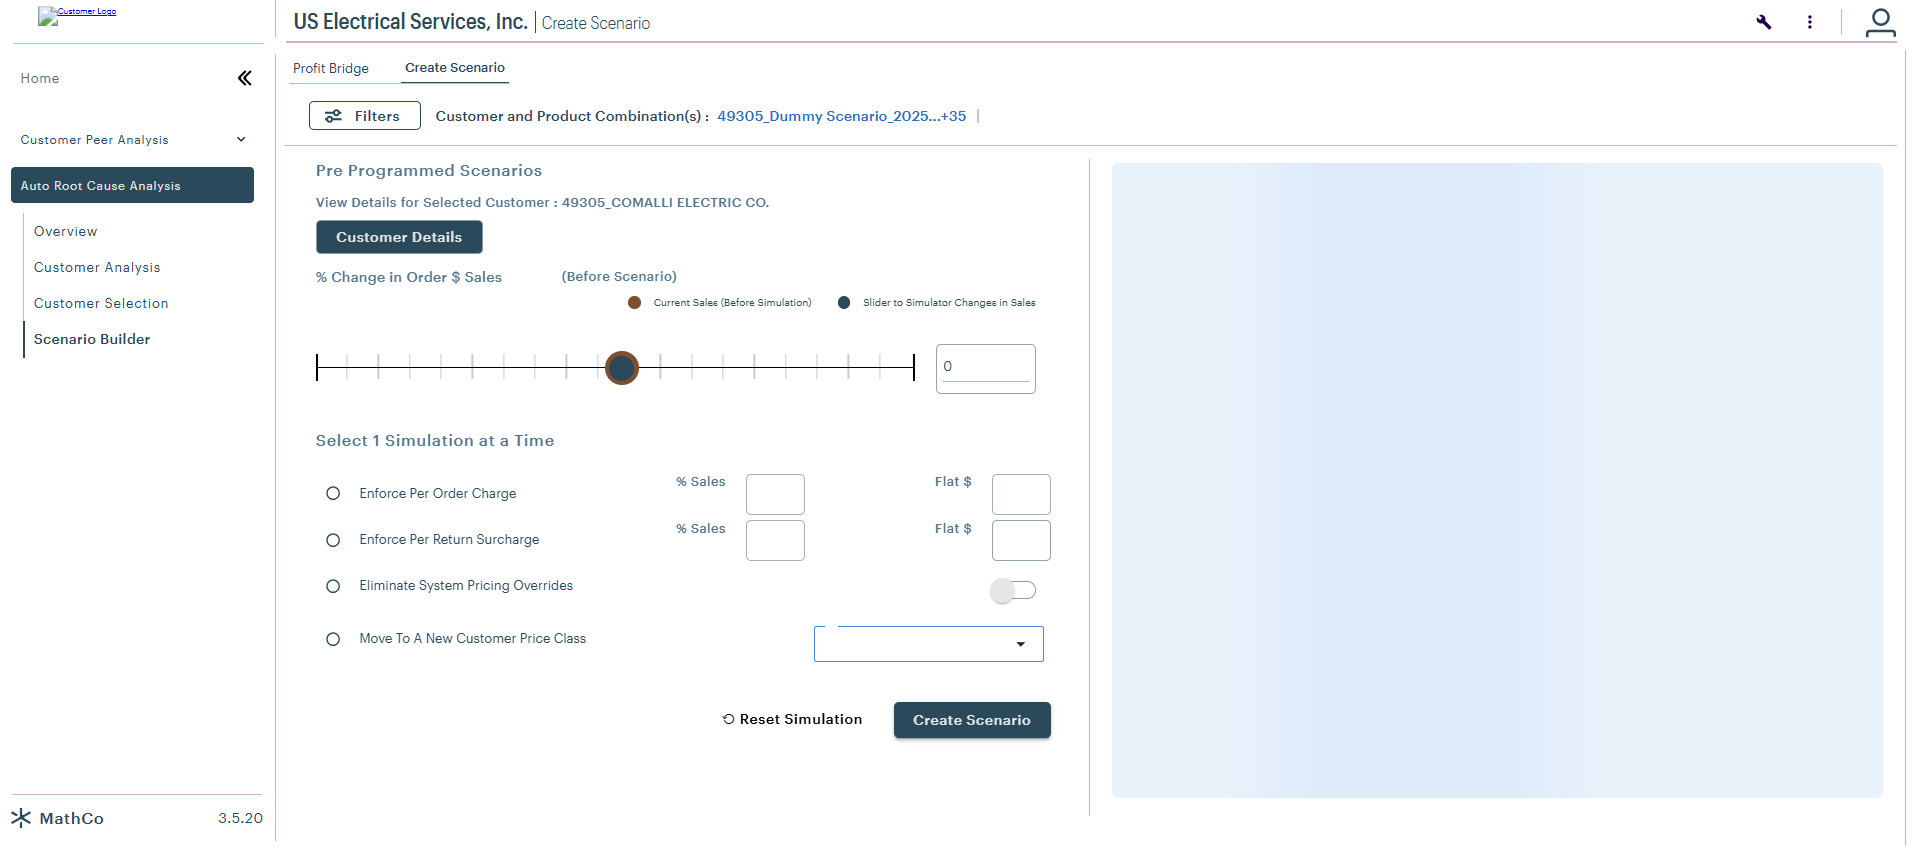 Customer Logo
US Electrical Services, Inc. | Create Scenario
Home
Customer Peer Analysis
Auto Root Cause Analysis
Overview
Customer Analysis
Customer Selection
Scenario Builder
MathCo 3.5.20
Profit Bridge Create Scenario
Filters Customer and Product Combination(s) : 49305_Dummy Scenario_2025...+35 |
Pre Programmed Scenarios
View Details for Selected Customer : 49305_COMALLI ELECTRIC CO.
Customer Details
% Change in Order $ Sales (Before Scenario)
Current Sales (Before Simulation) Slider to Simulator Changes in Sales
0
Select 1 Simulation at a Time
Enforce Per Order Charge % Sales Flat $
Enforce Per Return Surcharge % Sales Flat $
Eliminate System Pricing Overrides
Move To A New Customer Price Class
Reset Simulation Create Scenario